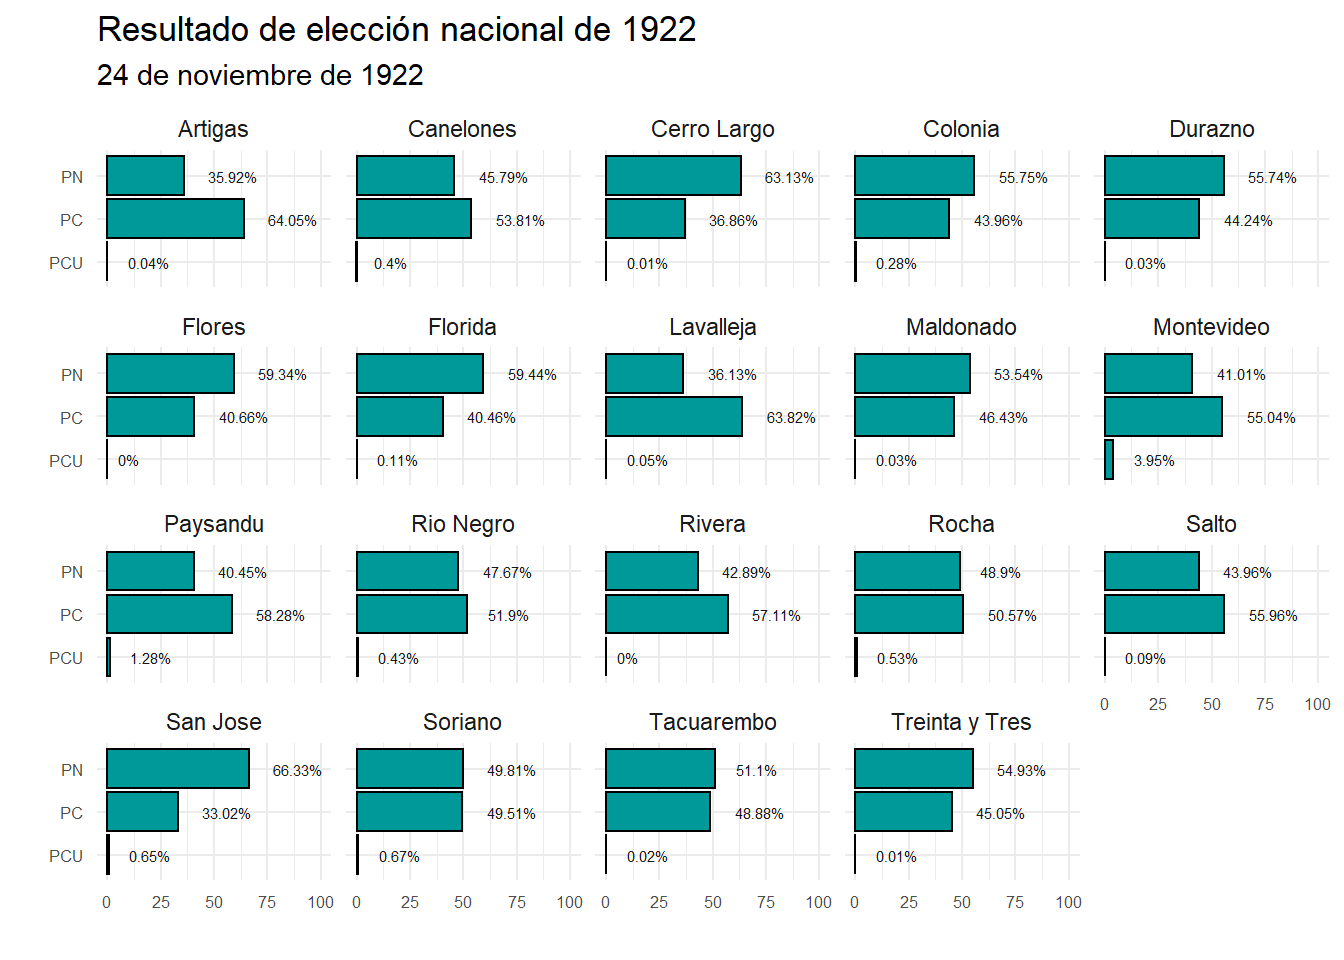 Resultado de elección nacional de 1922
24 de noviembre de 1922
Artigas Canelones Cerro Largo Colonia Durazno
PN 35.92% 45.79% 63.13% 55.75% 55.74%
PC 64.05% 53.81% 36.86% 43.96% 44.24%
PCU 0.04% 0.4% 0.01% 0.28% 0.03%
Flores Florida Lavalleja Maldonado Montevideo
PN 59.34% 59.44% 36.13% 53.54% 41.01%
PC 40.66% 40.46% 63.82% 46.43% 55.04%
PCU 0% 0.11% 0.05% 0.03% 3.95%
Paysandu Rio Negro Rivera Rocha Salto
PN 40.45% 47.67% 42.89% 48.9% 43.96%
PC 58.28% 51.9% 57.11% 50.57% 55.96%
PCU 1.28% 0.43% 0% 0.53% 0.09%
0 25 50 75 100
San Jose Soriano Tacuarembo Treinta y Tres
PN 66.33% 49.81% 51.1% 54.93%
PC 33.02% 49.51% 48.88% 45.05%
PCU 0.65% 0.67% 0.02% 0.01%
0 25 50 75 100 0 25 50 75 100 0 25 50 75 100 0 25 50 75 100